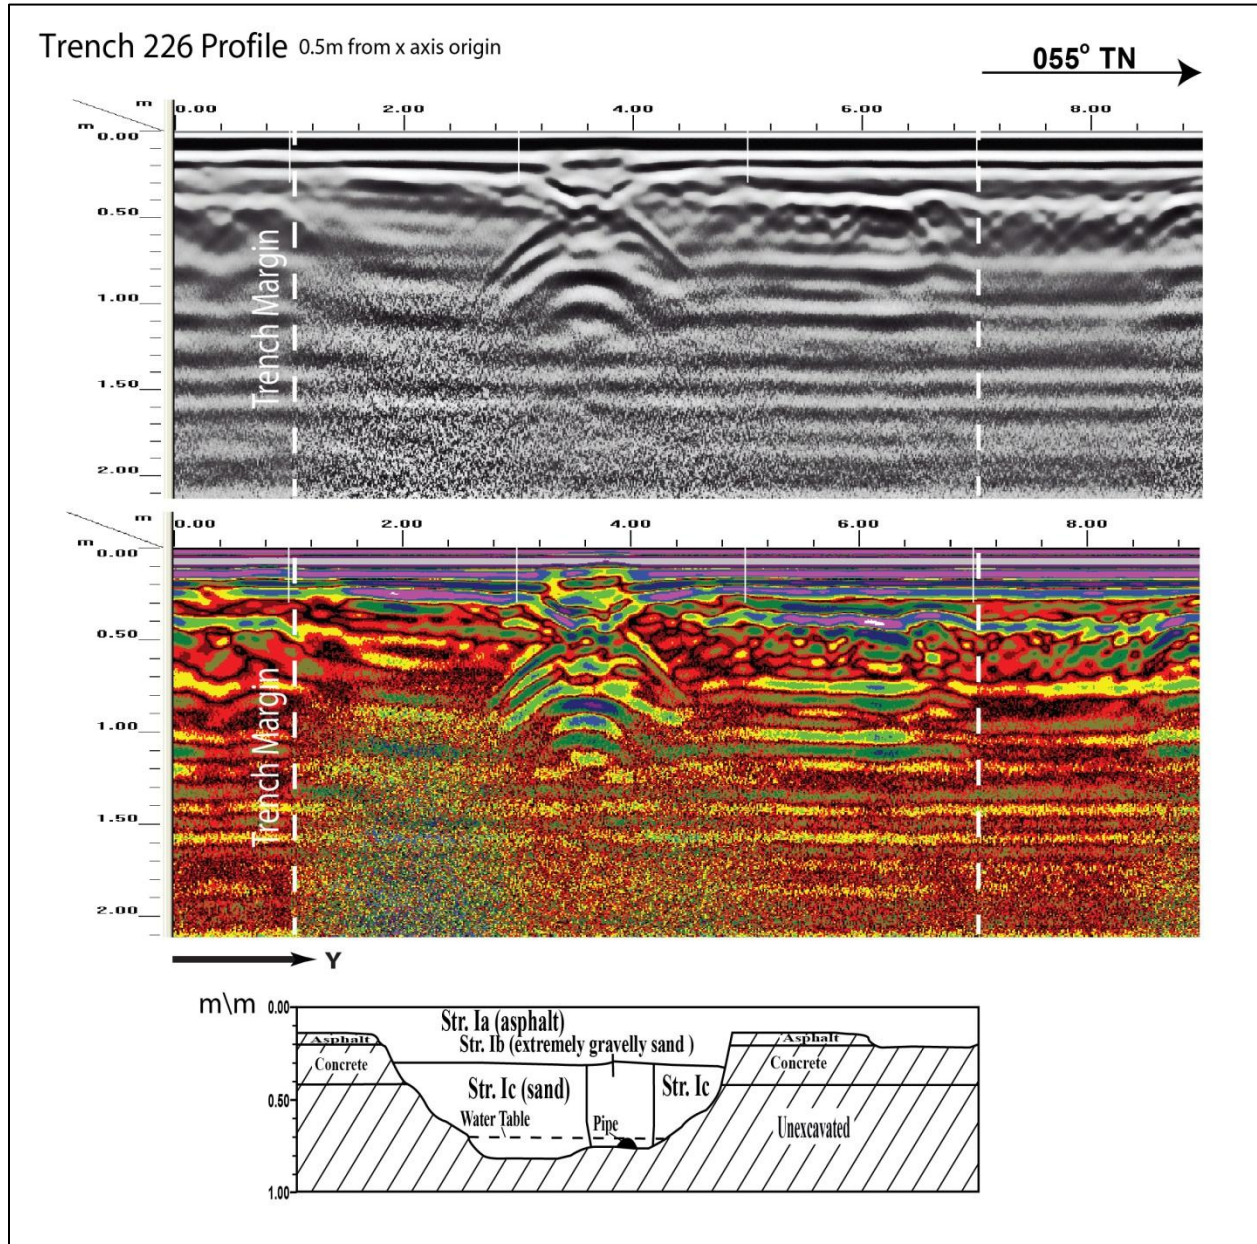 Trench 226 Profile 0.5m from x axis origin
055° TN
m 0.00 2.00 4.00 6.00 8.00
m
0.00
0.50
1.00
1.50
2.00
Trench Margin
m 0.00 2.00 4.00 6.00 8.00
m
0.00
0.50
1.00
1.50
2.00
Trench Margin
Y
m\m
0.00
0.50
1.00
Str. Ia (asphalt)
Str. Ib (extremely gravelly sand )
Asphalt
Asphalt
Concrete
Concrete
Str. Ic (sand)
Str. Ic
Water Table
Pipe
Unexcavated